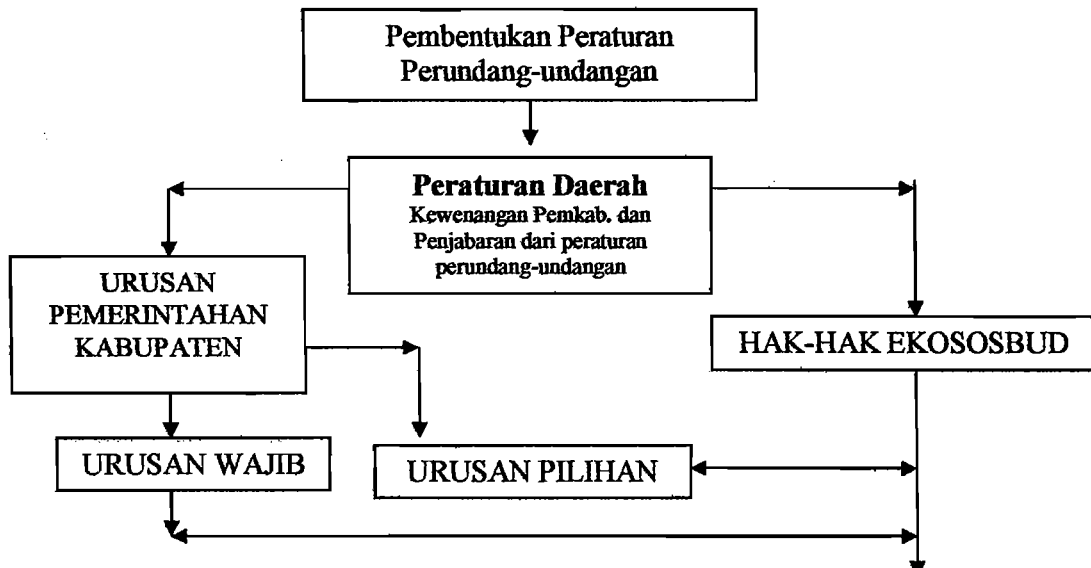 Pembentukan Peraturan
Perundang-undangan
Peraturan Daerah
Kewenangan Pemkab. dan
Penjabaran dari peraturan
perundang-undangan
URUSAN
PEMERINTAHAN
KABUPATEN
HAK-HAK EKOSOSBUD
URUSAN WAJIB
URUSAN PILIHAN